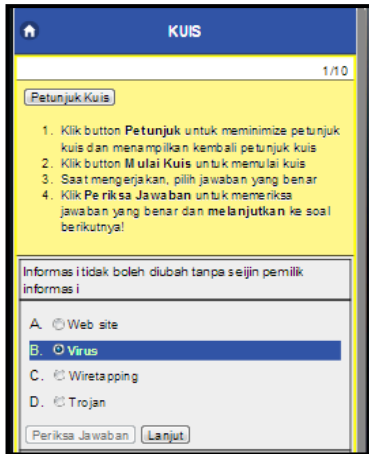 KUIS
1/10
Petunjuk Kuis
1. Klik button Petunjuk untuk meminimize petunjuk
kuis dan menampilkan kembali petunjuk kuis
2. Klik button Mulai Kuis untuk memulai kuis
3. Saat mengerjakan, pilih jawaban yang benar
4. Klik Periksa Jawaban untuk memeriksa
jawaban yang benar dan melanjutkan ke soal
berikutnya!
Informasi tidak boleh diubah tanpa seijin pemilik
informasi
A. Web site
B. Virus
C. Wiretapping
D. Trojan
Periksa Jawaban Lanjut